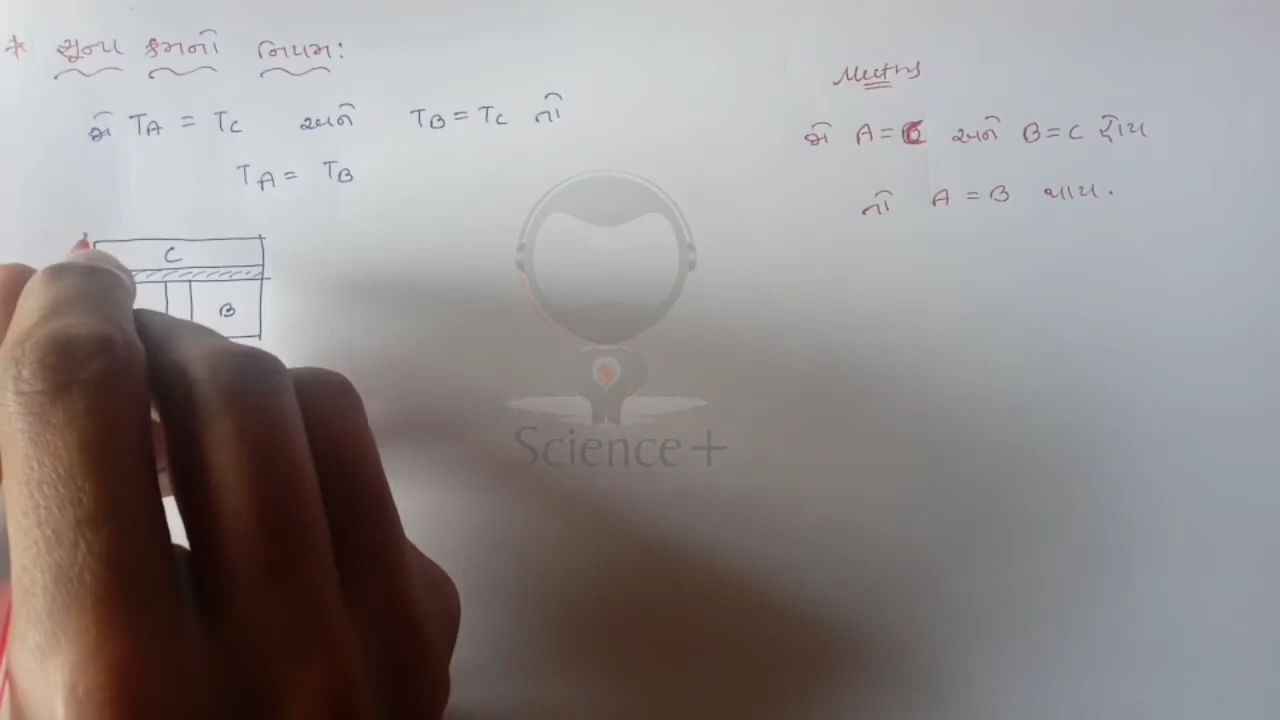 * શૂન્ય ક્રમનો નિયમ:
જો TA = TC અને TB = TC તો
TA = TB
C
B
Maths
જો A = C અને B = C હોય
તો A = B થાય.
Science+